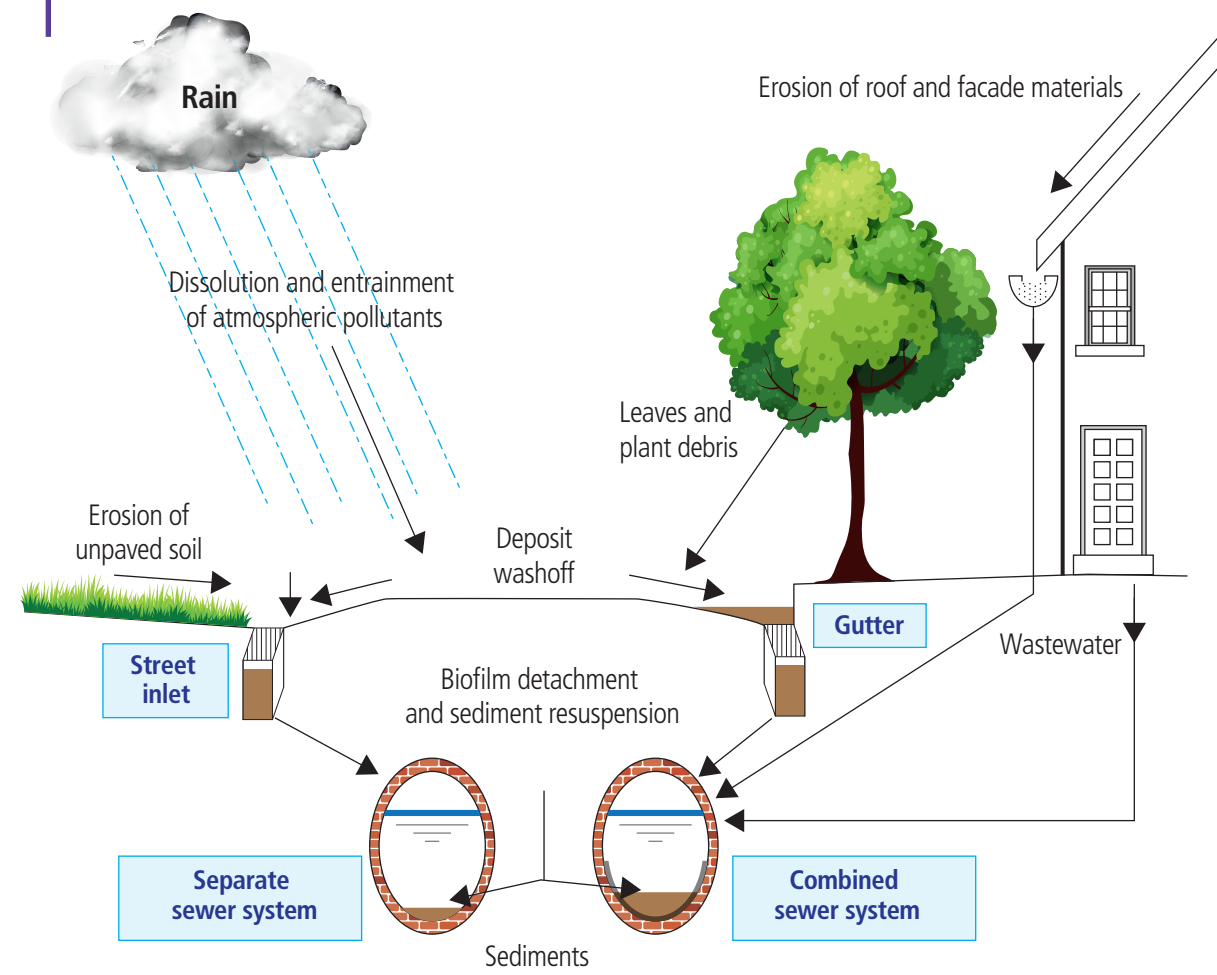 Rain
Erosion of roof and facade materials
Dissolution and entrainment
of atmospheric pollutants
Leaves and
plant debris
Erosion of
unpaved soil
Deposit
washoff
Gutter
Street
inlet
Wastewater
Biofilm detachment
and sediment resuspension
Separate
sewer system
Combined
sewer system
Sediments